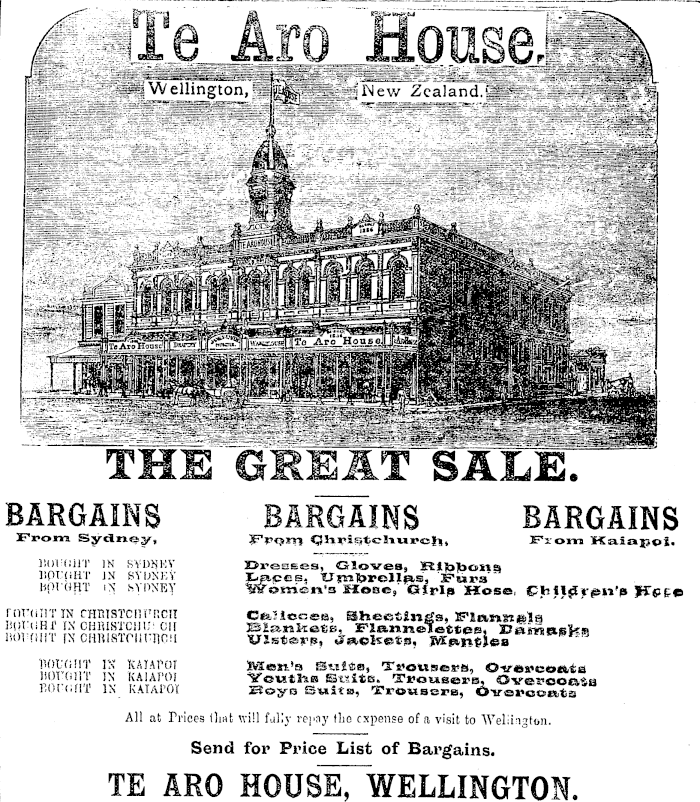 Te Aro House.
Wellington, New Zealand.
TE ARO HOUSE
1886
Te Aro House Te Aro House.
THE GREAT SALE.
BARGAINS BARGAINS BARGAINS
From Sydney, From Christchurch, From Kaiapoi.
BOUGHT IN SYDNEY Dresses, Gloves, Ribbons
BOUGHT IN SYDNEY Laces, Umbrellas, Furs
BOUGHT IN SYDNEY Women's Hose, Girls Hose, Children's Hose
BOUGHT IN CHRISTCHURCH Calicoes, Sheetings, Flannels
BOUGHT IN CHRISTCHURCH Blankets, Flannelettes, Damasks
BOUGHT IN CHRISTCHURCH Ulsters, Jackets, Mantles
BOUGHT IN KAIAPOI Men's Suits, Trousers, Overcoats
BOUGHT IN KAIAPOI Youths Suits, Trousers, Overcoats
BOUGHT IN KAIAPOI Boys Suits, Trousers, Overcoats
All at Prices that will fully repay the expense of a visit to Wellington.
Send for Price List of Bargains.
TE ARO HOUSE, WELLINGTON.